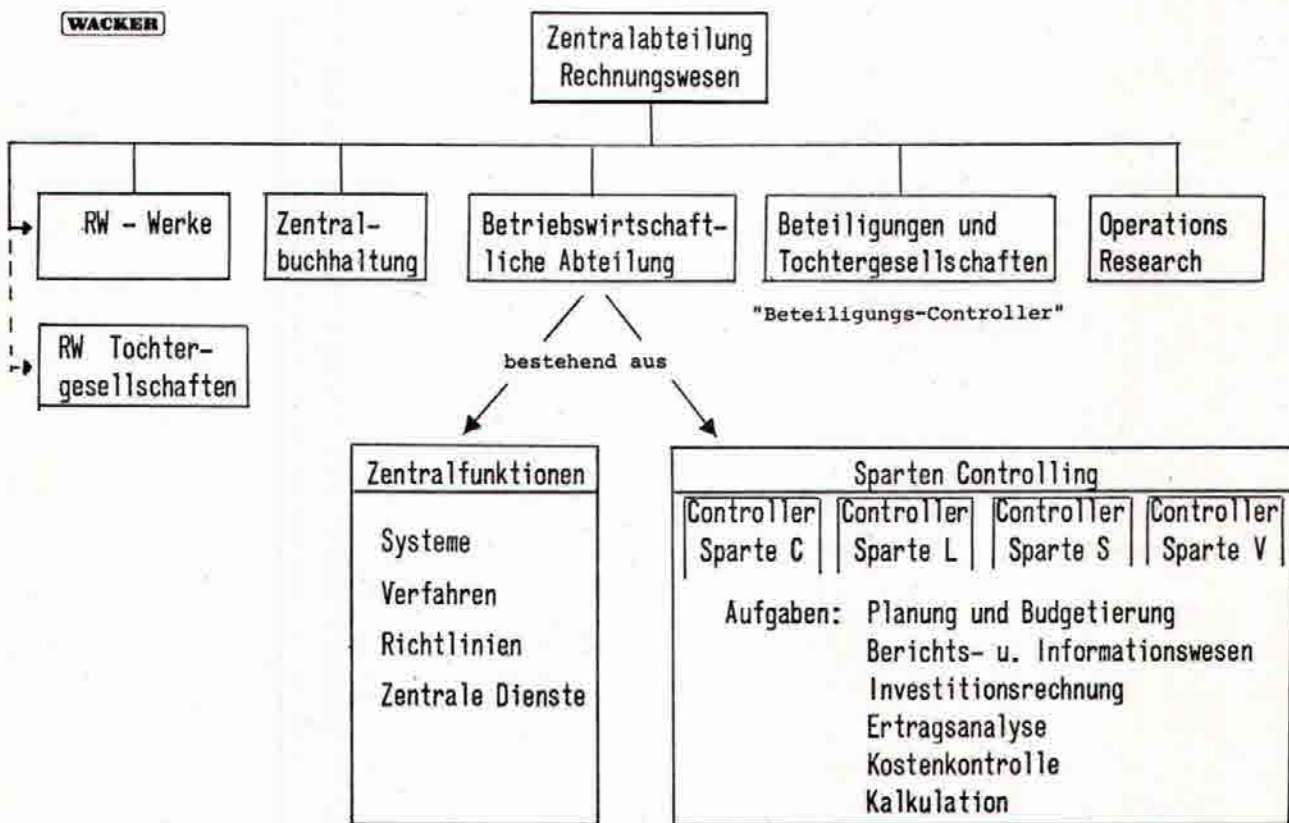 WACKER
Zentralabteilung
Rechnungswesen
RW - Werke
Zentral-
buchhaltung
Betriebswirtschaft-
liche Abteilung
Beteiligungen und
Tochtergesellschaften
Operations
Research
"Beteiligungs-Controller"
RW Tochter-
gesellschaften
bestehend aus
Zentralfunktionen
Systeme
Verfahren
Richtlinien
Zentrale Dienste
Sparten Controlling
Controller
Sparte C
Controller
Sparte L
Controller
Sparte S
Controller
Sparte V
Aufgaben: Planung und Budgetierung
Berichts- u. Informationswesen
Investitionsrechnung
Ertragsanalyse
Kostenkontrolle
Kalkulation